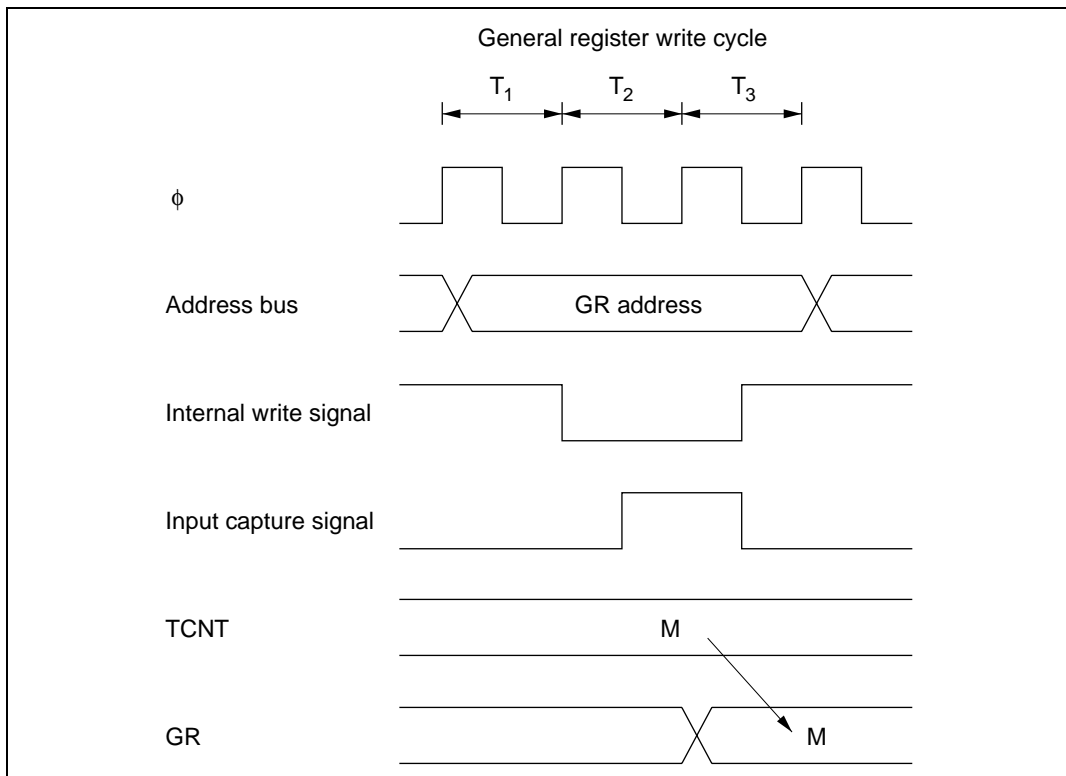 General register write cycle
T1 T2 T3
ϕ
Address bus GR address
Internal write signal
Input capture signal
TCNT M
GR M